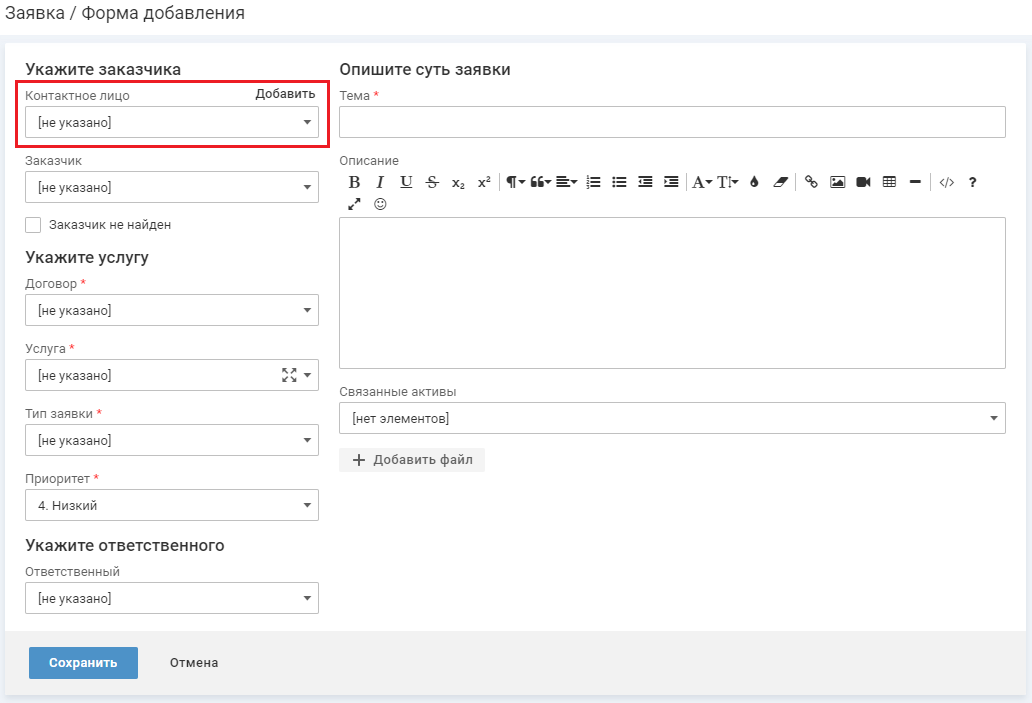 Заявка / Форма добавления
Укажите заказчика
Контактное лицо
Добавить
[не указано]
Заказчик
[не указано]
Заказчик не найден
Укажите услугу
Договор *
[не указано]
Услуга *
[не указано]
Тип заявки *
[не указано]
Приоритет *
4. Низкий
Укажите ответственного
Ответственный
[не указано]
Опишите суть заявки
Тема *
Описание
B I U S x₂ x² ¶ “ A T </> ?
Связанные активы
[нет элементов]
+ Добавить файл
Сохранить
Отмена